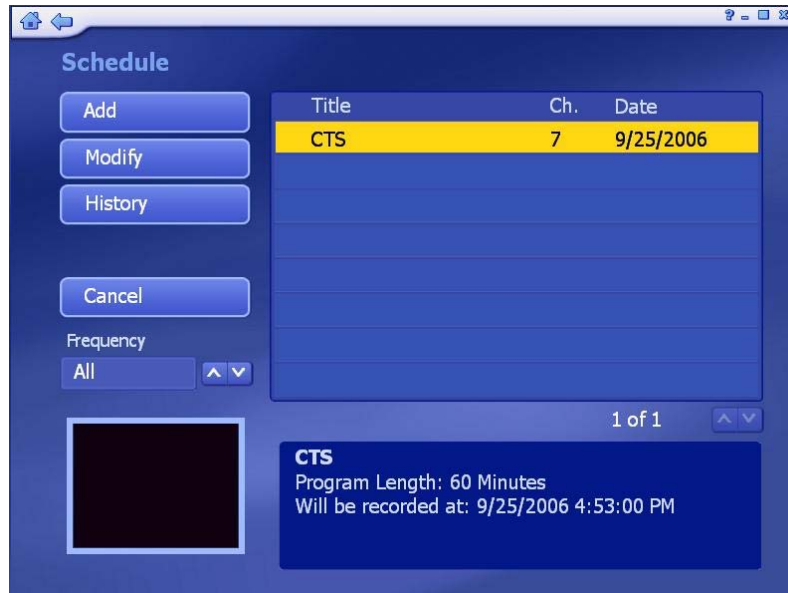 ?
Schedule
Add
Modify
History
Cancel
Frequency
All
Title Ch. Date
CTS 7 9/25/2006
1 of 1
CTS
Program Length: 60 Minutes
Will be recorded at: 9/25/2006 4:53:00 PM